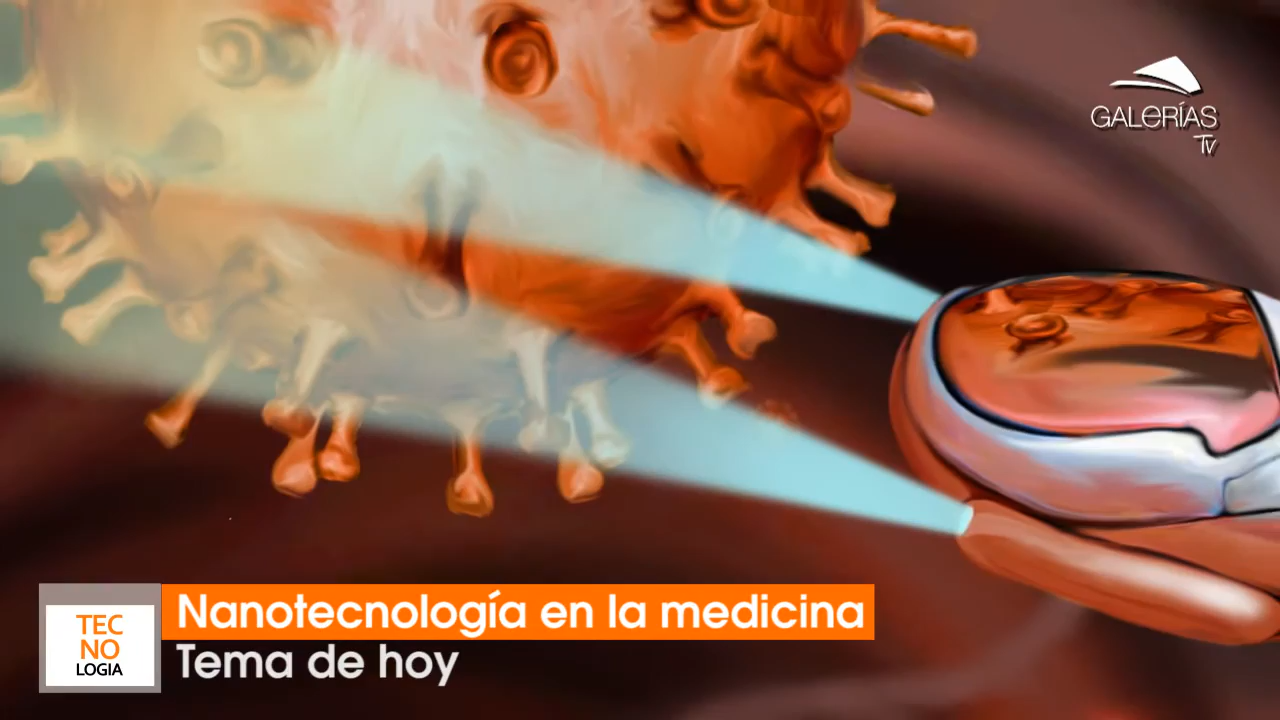 GALERÍAS
Tv
Nanotecnología en la medicina
TEC
NO
LOGIA
Tema de hoy